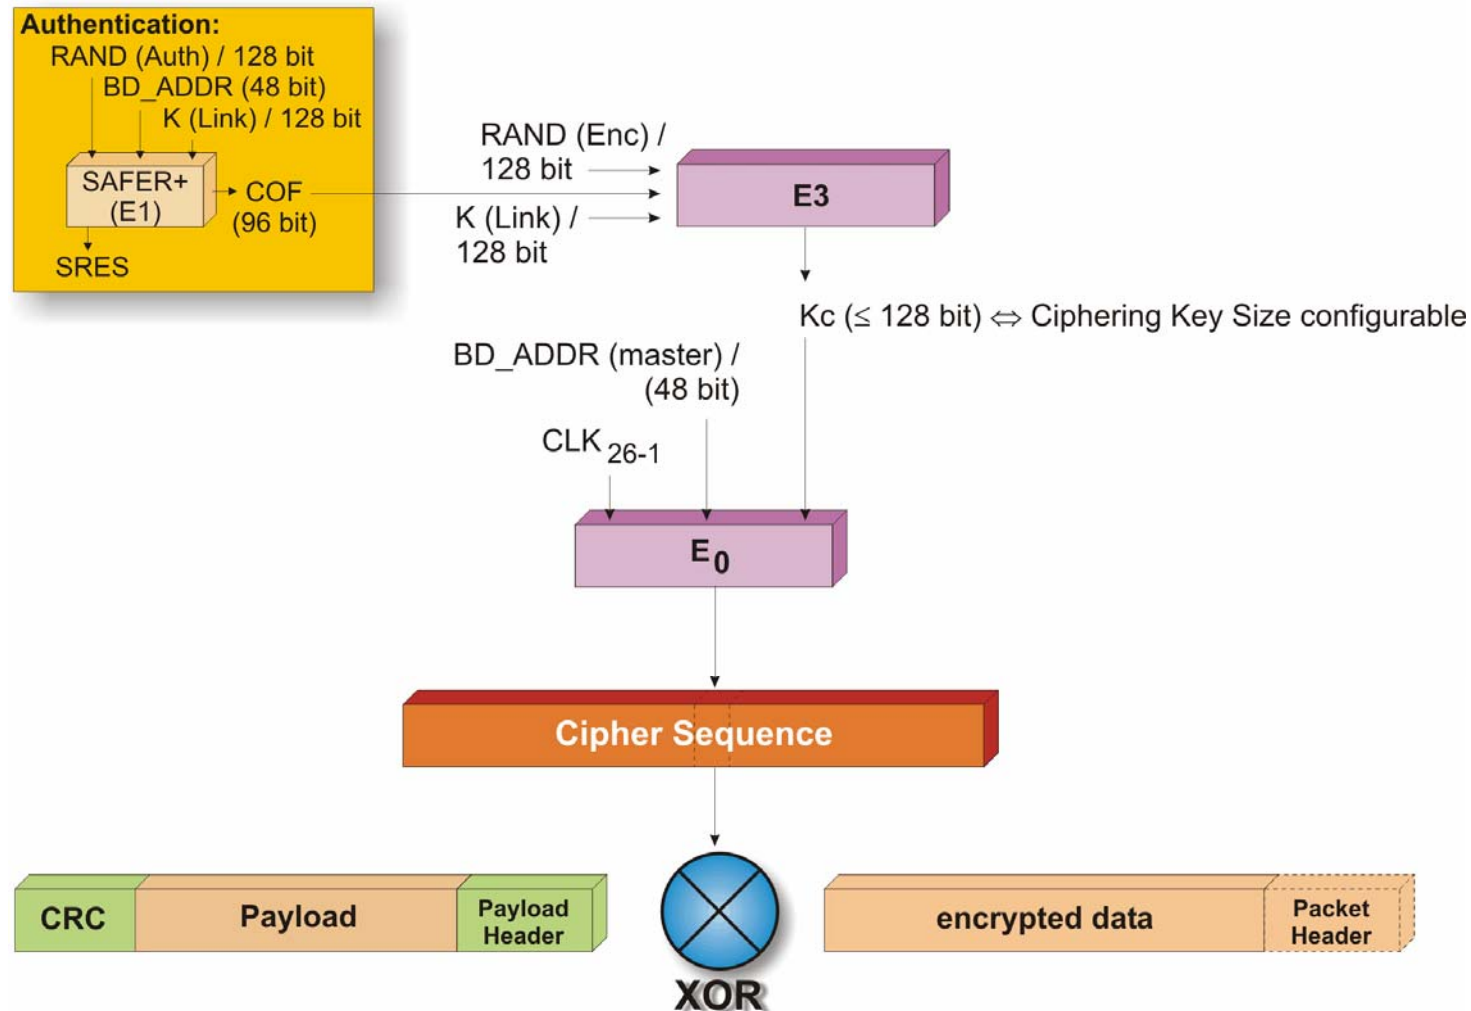 Authentication:
RAND (Auth) / 128 bit
BD_ADDR (48 bit)
K (Link) / 128 bit
SAFER+
(E1)
COF
(96 bit)
SRES
RAND (Enc) /
128 bit
K (Link) /
128 bit
E3
Kc (≤ 128 bit) ⇔ Ciphering Key Size configurable
BD_ADDR (master) /
(48 bit)
CLK 26-1
E0
Cipher Sequence
CRC
Payload
Payload
Header
XOR
encrypted data
Packet
Header